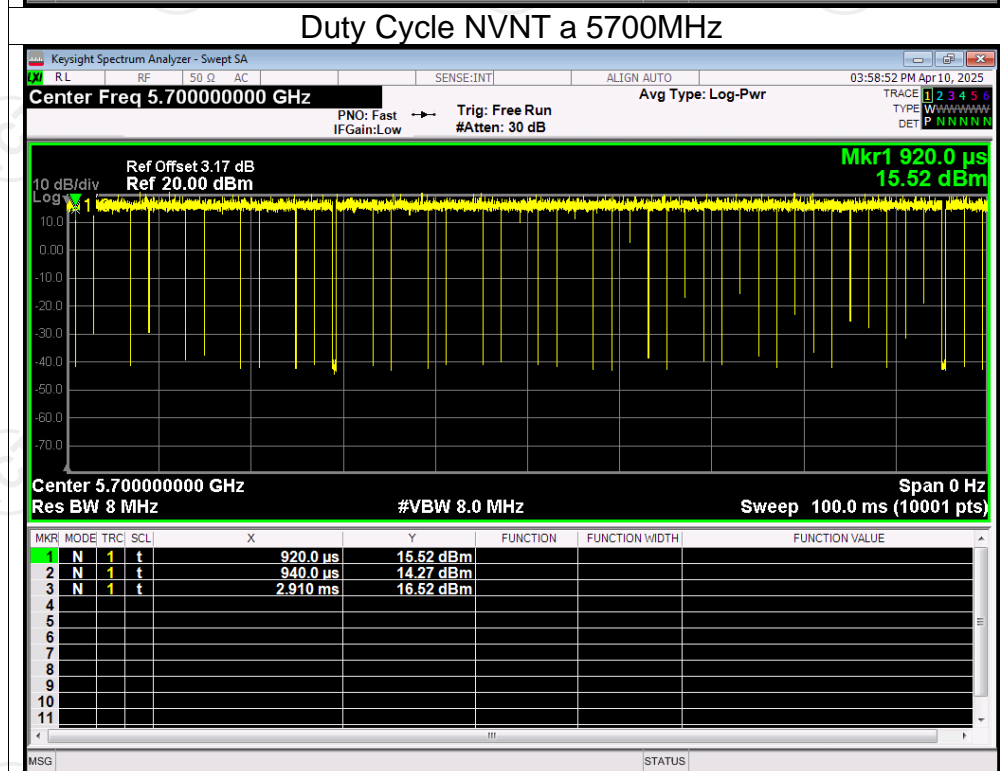 Duty Cycle NVNT a 5700MHz
Keysight Spectrum Analyzer - Swept SA
LXI RL RF 50 Ω AC SENSE:INT ALIGN AUTO 03:58:52 PM Apr 10, 2025
Center Freq 5.700000000 GHz Avg Type: Log-Pwr TRACE 1 2 3 4 5 6
PNO: Fast Trig: Free Run TYPE WWWWWW
IFGain:Low #Atten: 30 dB DET P N N N N N
Mkr1 920.0 µs
Ref Offset 3.17 dB
10 dB/div Ref 20.00 dBm 15.52 dBm
Log
1
10.0
0.00
-10.0
-20.0
-30.0
-40.0
-50.0
-60.0
-70.0
Center 5.700000000 GHz Span 0 Hz
Res BW 8 MHz #VBW 8.0 MHz Sweep 100.0 ms (10001 pts)
MKR MODE TRC SCL X Y FUNCTION FUNCTION WIDTH FUNCTION VALUE
1 N 1 t 920.0 µs 15.52 dBm
2 N 1 t 940.0 µs 14.27 dBm
3 N 1 t 2.910 ms 16.52 dBm
4
5
6
7
8
9
10
11
MSG STATUS